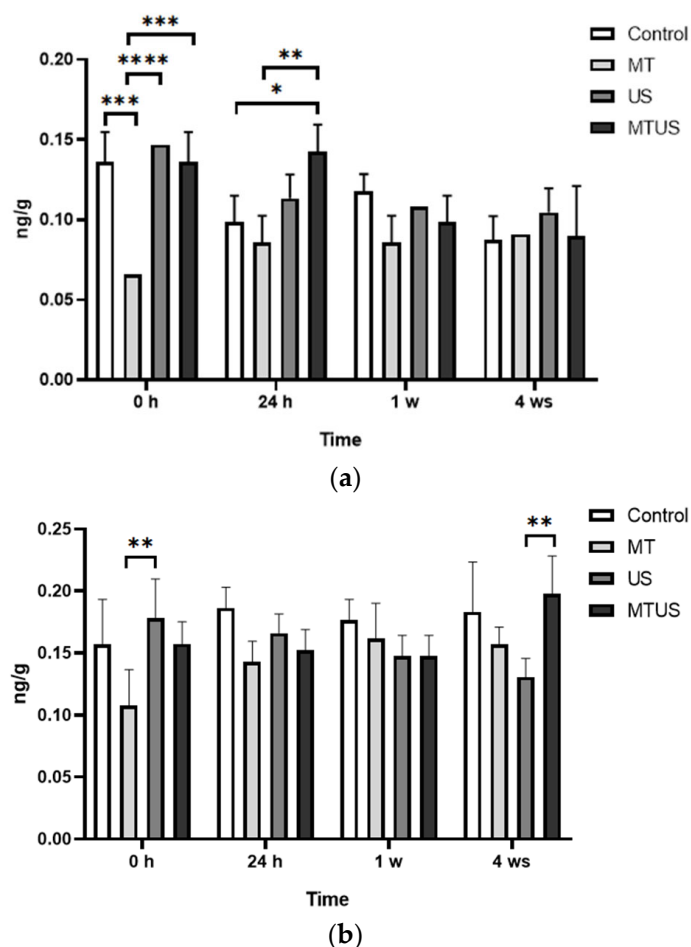 ***
****
***
**
*
Control
MT
US
MTUS
0.20
0.15
0.10
0.05
0.00
ng/g
0 h
24 h
1 w
4 ws
Time
(a)
**
**
Control
MT
US
MTUS
0.25
0.20
0.15
0.10
0.05
0.00
ng/g
0 h
24 h
1 w
4 ws
Time
(b)